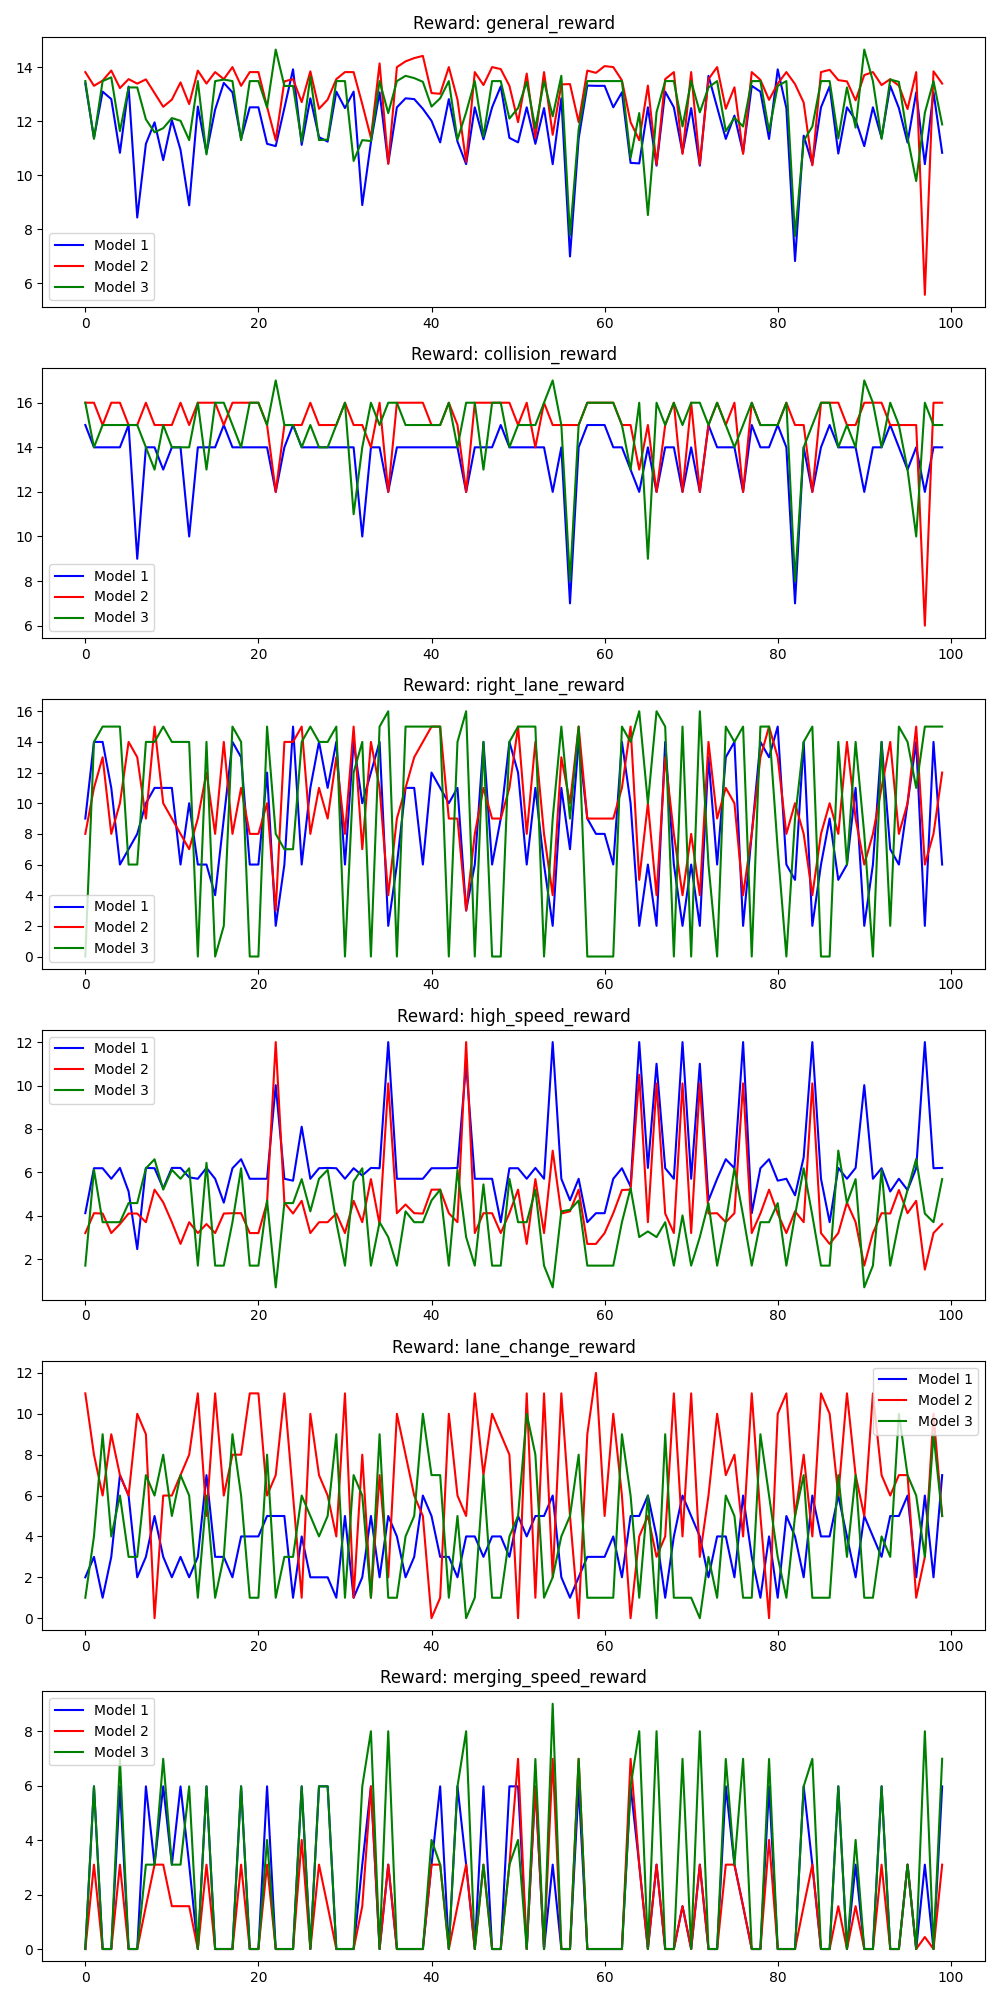 Reward: general_reward
14
12
10
8
6
Model 1
Model 2
Model 3
0 20 40 60 80 100
Reward: collision_reward
16
14
12
10
8
6
Model 1
Model 2
Model 3
0 20 40 60 80 100
Reward: right_lane_reward
16
14
12
10
8
6
4
2
0
Model 1
Model 2
Model 3
0 20 40 60 80 100
Reward: high_speed_reward
12
10
8
6
4
2
Model 1
Model 2
Model 3
0 20 40 60 80 100
Reward: lane_change_reward
12
10
8
6
4
2
0
Model 1
Model 2
Model 3
0 20 40 60 80 100
Reward: merging_speed_reward
8
6
4
2
0
Model 1
Model 2
Model 3
0 20 40 60 80 100